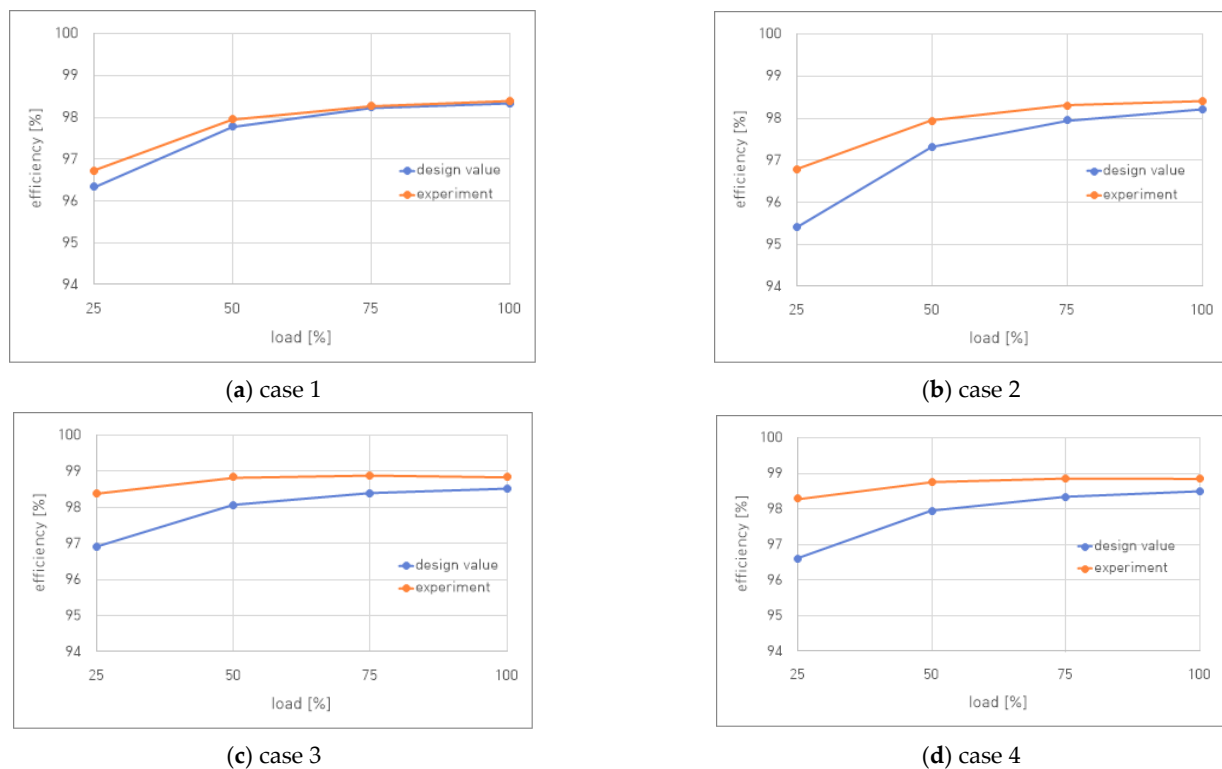 100
99
98
97
96
95
94
efficiency [%]
design value
experiment
25 50 75 100
load [%]
(a) case 1
100
99
98
97
96
95
94
efficiency [%]
design value
experiment
25 50 75 100
load [%]
(b) case 2
100
99
98
97
96
95
94
efficiency [%]
design value
experiment
25 50 75 100
load [%]
(c) case 3
100
99
98
97
96
95
94
efficiency [%]
design value
experiment
25 50 75 100
load [%]
(d) case 4